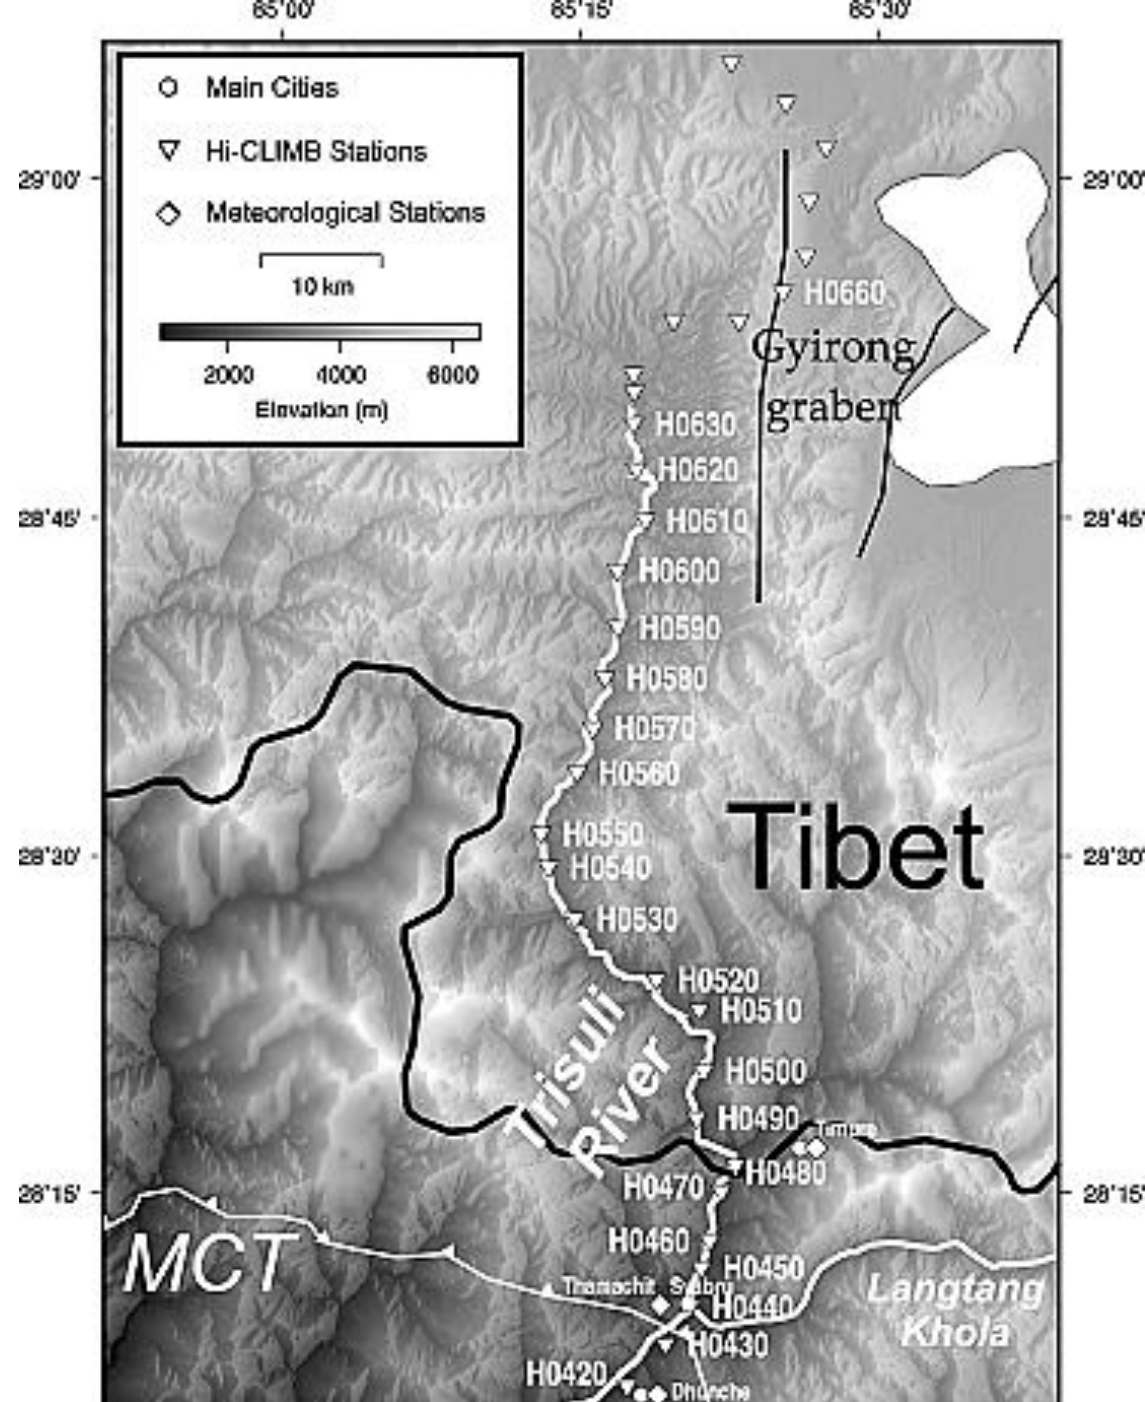 85°00'
85°15'
85°30'
Main Cities
Hi-CLIMB Stations
Meteorological Stations
10 km
2000 4000 6000
Elevation (m)
29°00'
29°00'
H0660
Gyirong
graben
H0630
H0620
H0610
28°45'
28°45'
H0600
H0590
H0580
H0570
H0560
Tibet
H0550
H0540
28°30'
28°30'
H0530
H0520
H0510
Trisuli
River
H0500
H0490
Timure
H0480
H0470
28°15'
28°15'
H0460
MCT
H0450
Thamachit
Syabru
H0440
Langtang
Khola
H0430
H0420
Dhunche